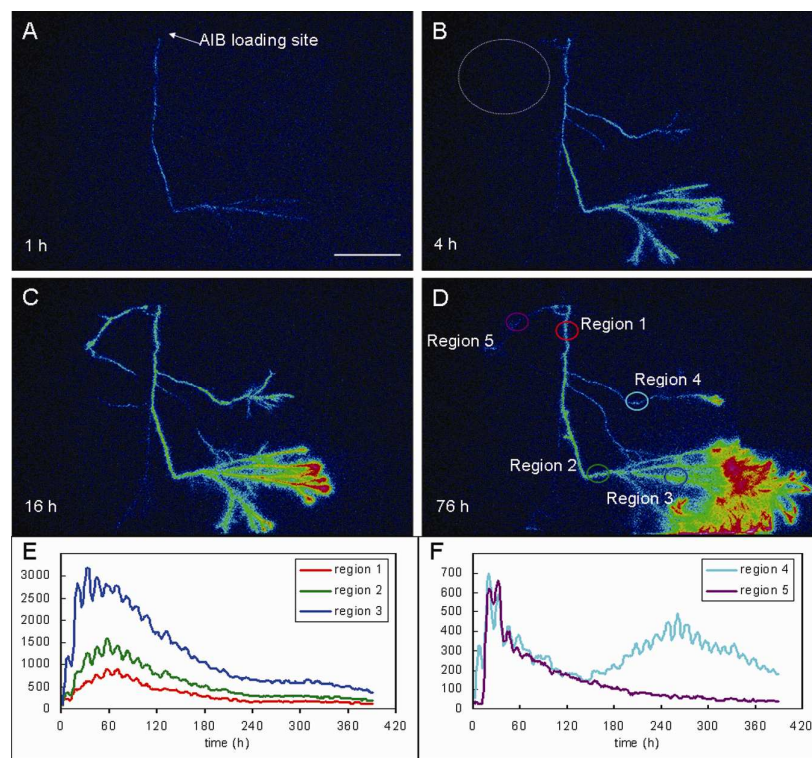 A
AIB loading site
1 h
B
4 h
C
16 h
D
Region 5
Region 1
Region 4
Region 2
Region 3
76 h
E
3000
2500
2000
1500
1000
500
0
region 1
region 2
region 3
0 60 120 180 240 300 360 420
time (h)
F
700
600
500
400
300
200
100
0
region 4
region 5
0 60 120 180 240 300 360 420
time (h)